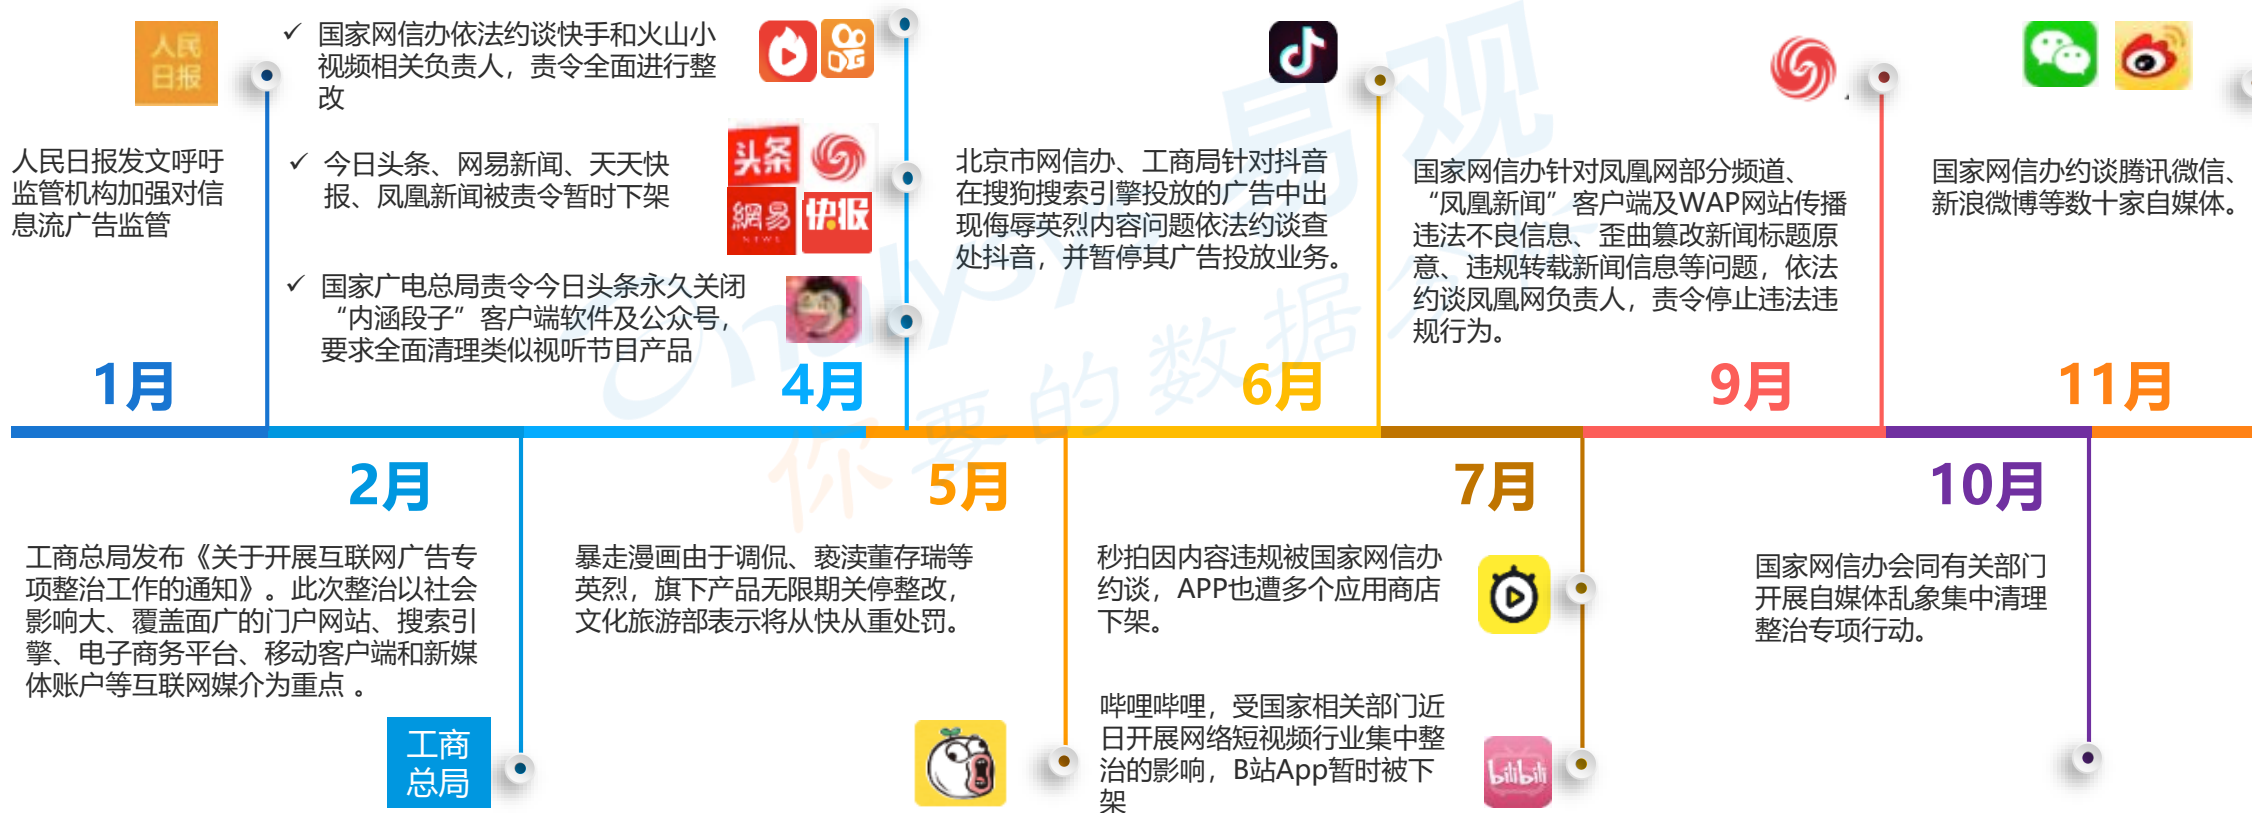 人民
日报
人民日报发文呼吁
监管机构加强对信
息流广告监管
1月
✓ 国家网信办依法约谈快手和火山小
视频相关负责人，责令全面进行整
改
✓ 今日头条、网易新闻、天天快
报、凤凰新闻被责令暂时下架
头条
網易
NEWS
快报
✓ 国家广电总局责令今日头条永久关闭
“内涵段子”客户端软件及公众号，
要求全面清理类似视听节目产品
4月
北京市网信办、工商局针对抖音
在搜狗搜索引擎投放的广告中出
现侮辱英烈内容问题依法约谈查
处抖音，并暂停其广告投放业务。
6月
国家网信办针对凤凰网部分频道、
“凤凰新闻”客户端及WAP网站传播
违法不良信息、歪曲篡改新闻标题原
意、违规转载新闻信息等问题，依法
约谈凤凰网负责人，责令停止违法违
规行为。
9月
国家网信办约谈腾讯微信、
新浪微博等数十家自媒体。
11月
2月
工商总局发布《关于开展互联网广告专
项整治工作的通知》。此次整治以社会
影响大、覆盖面广的门户网站、搜索引
擎、电子商务平台、移动客户端和新媒
体账户等互联网媒介为重点 。
工商
总局
5月
暴走漫画由于调侃、亵渎董存瑞等
英烈，旗下产品无限期关停整改，
文化旅游部表示将从快从重处罚。
7月
秒拍因内容违规被国家网信办
约谈，APP也遭多个应用商店
下架。
哔哩哔哩，受国家相关部门近
日开展网络短视频行业集中整
治的影响，B站App暂时被下
架
bilibili
10月
国家网信办会同有关部门
开展自媒体乱象集中清理
整治专项行动。
analysys 易观
你要的数据分析